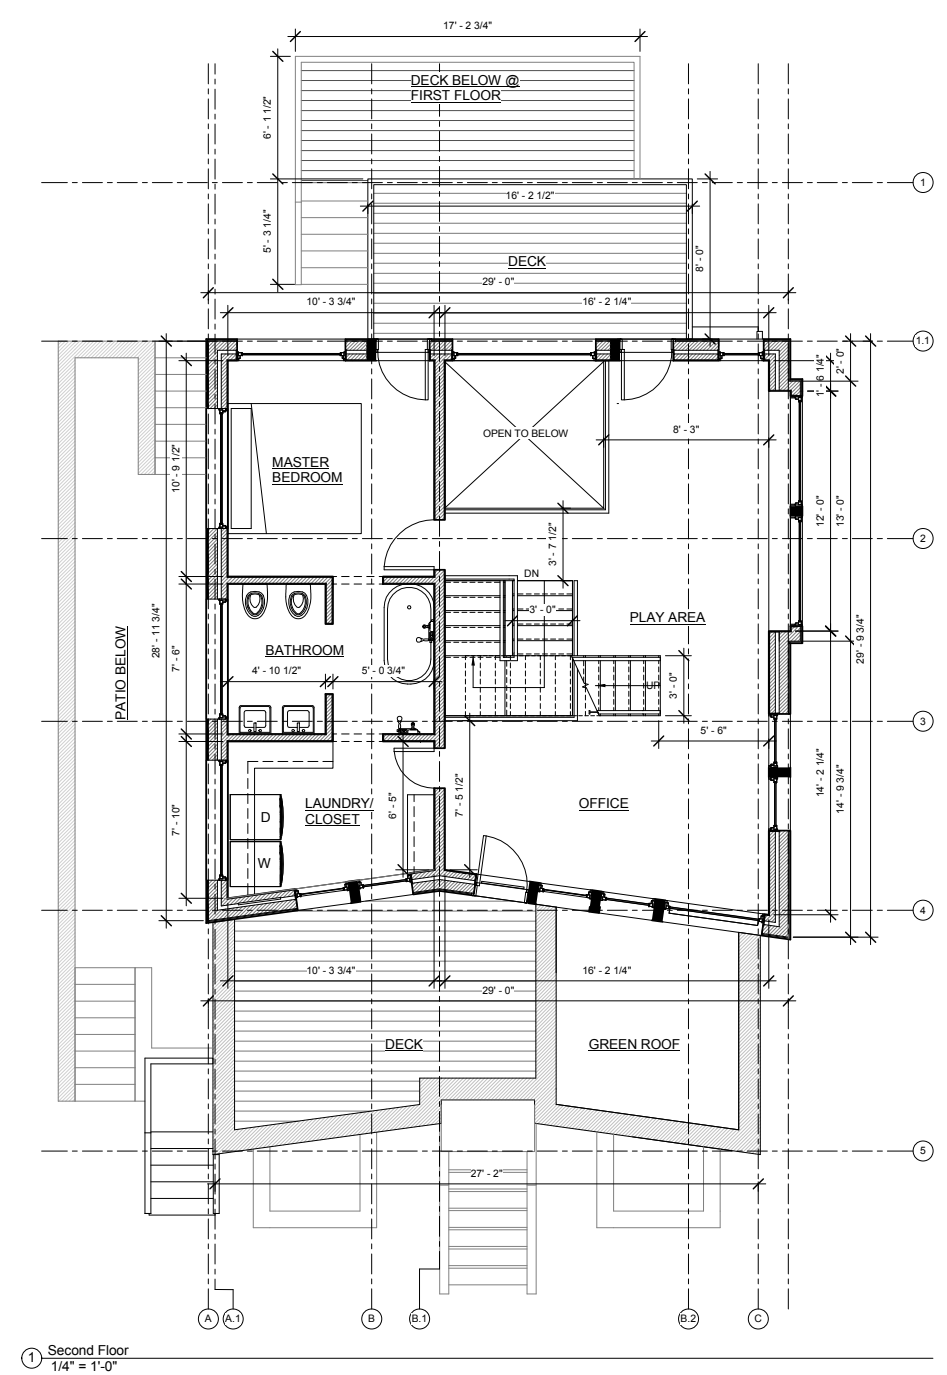 17' - 2 3/4"
DECK BELOW @
FIRST FLOOR
6' - 1 1/2"
1
16' - 2 1/2"
5' - 3 1/4"
8' - 0"
DECK
29' - 0"
10' - 3 3/4"
16' - 2 1/4"
1.1
2' - 0"
1' - 6 1/4"
OPEN TO BELOW
8' - 3"
MASTER
BEDROOM
10' - 9 1/2"
12' - 0"
13' - 0"
2
3' - 7 1/2"
DN
3' - 0"
PLAY AREA
28' - 11 3/4"
29' - 9 3/4"
PATIO BELOW
7' - 6"
BATHROOM
4' - 10 1/2"
5' - 0 3/4"
UP
3' - 0"
3
5' - 6"
14' - 2 1/4"
14' - 9 3/4"
7' - 10"
LAUNDRY/
CLOSET
6' - 5"
7' - 5 1/2"
OFFICE
D
W
4
10' - 3 3/4"
16' - 2 1/4"
29' - 0"
DECK
GREEN ROOF
5
27' - 2"
A
A.1
B
B.1
B.2
C
1
Second Floor
1/4" = 1'-0"